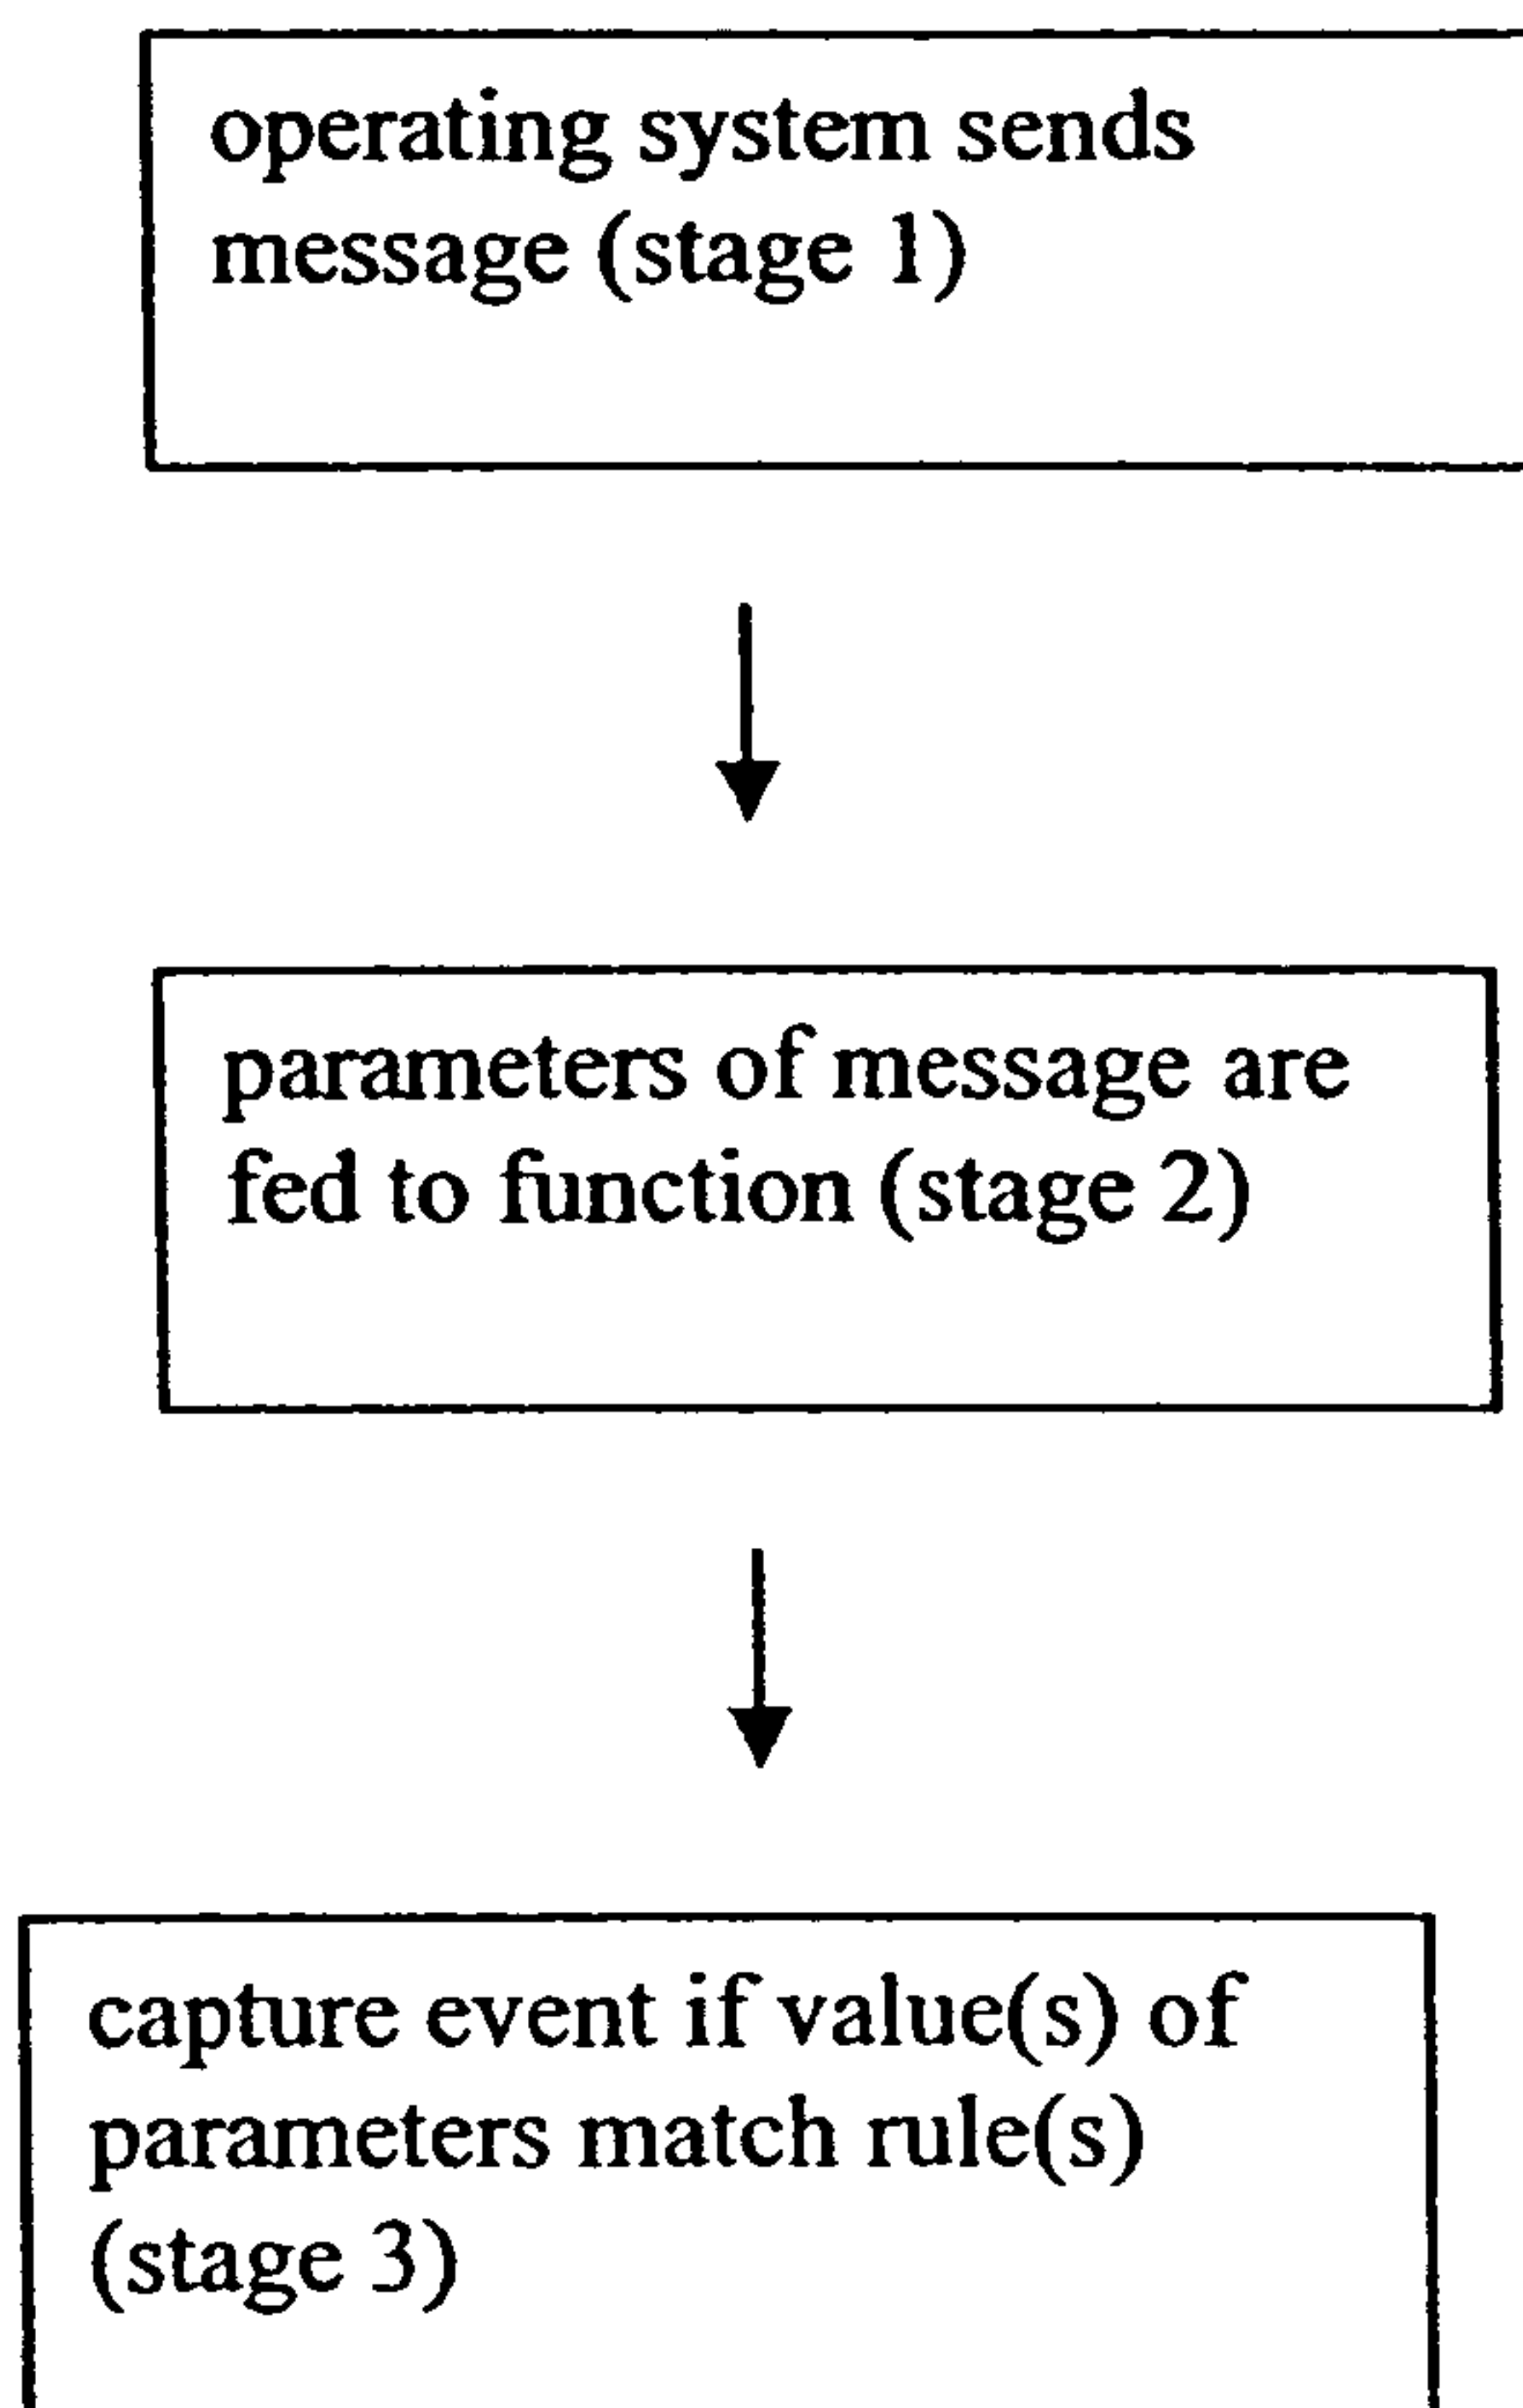 operating system sends
message (stage 1)
parameters of message are
fed to function (stage 2)
capture event if value(s) of
parameters match rule(s)
(stage 3)